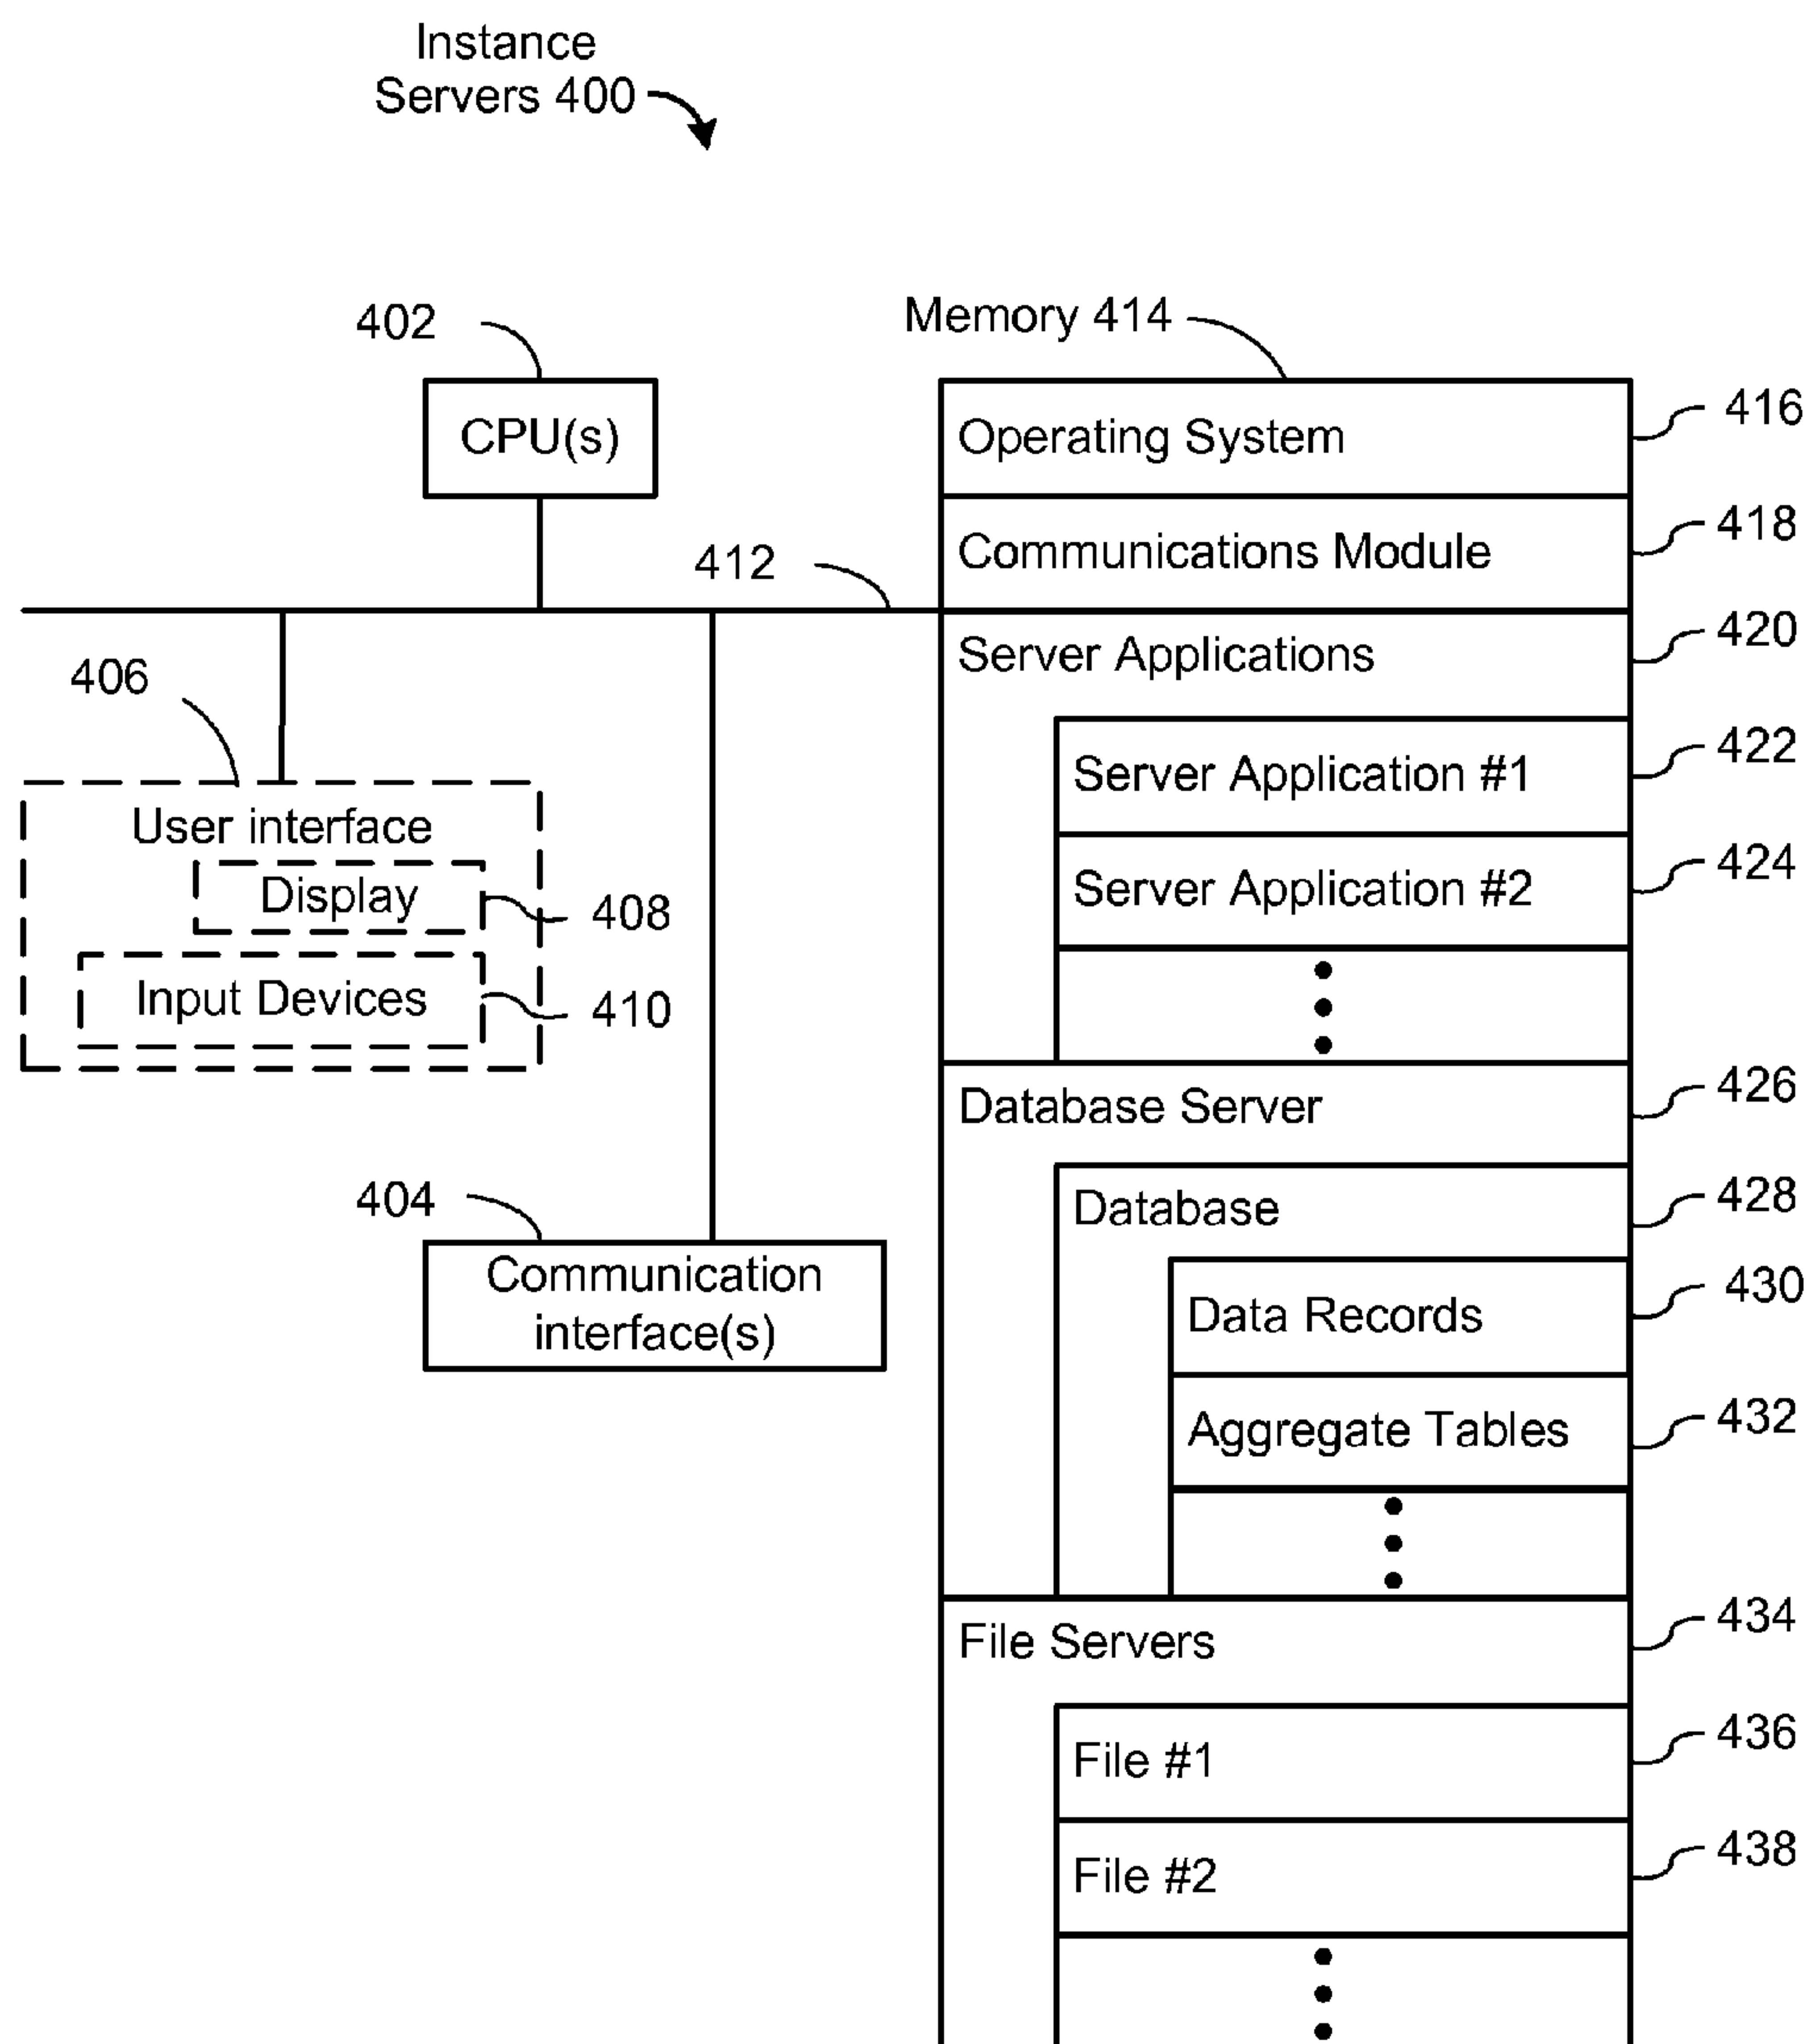 Instance
Servers 400
402
CPU(s)
412
406
User interface
Display
408
Input Devices
410
404
Communication
interface(s)
Memory 414
Operating System
416
Communications Module
418
Server Applications
420
Server Application #1
422
Server Application #2
424
Database Server
426
Database
428
Data Records
430
Aggregate Tables
432
File Servers
434
File #1
436
File #2
438